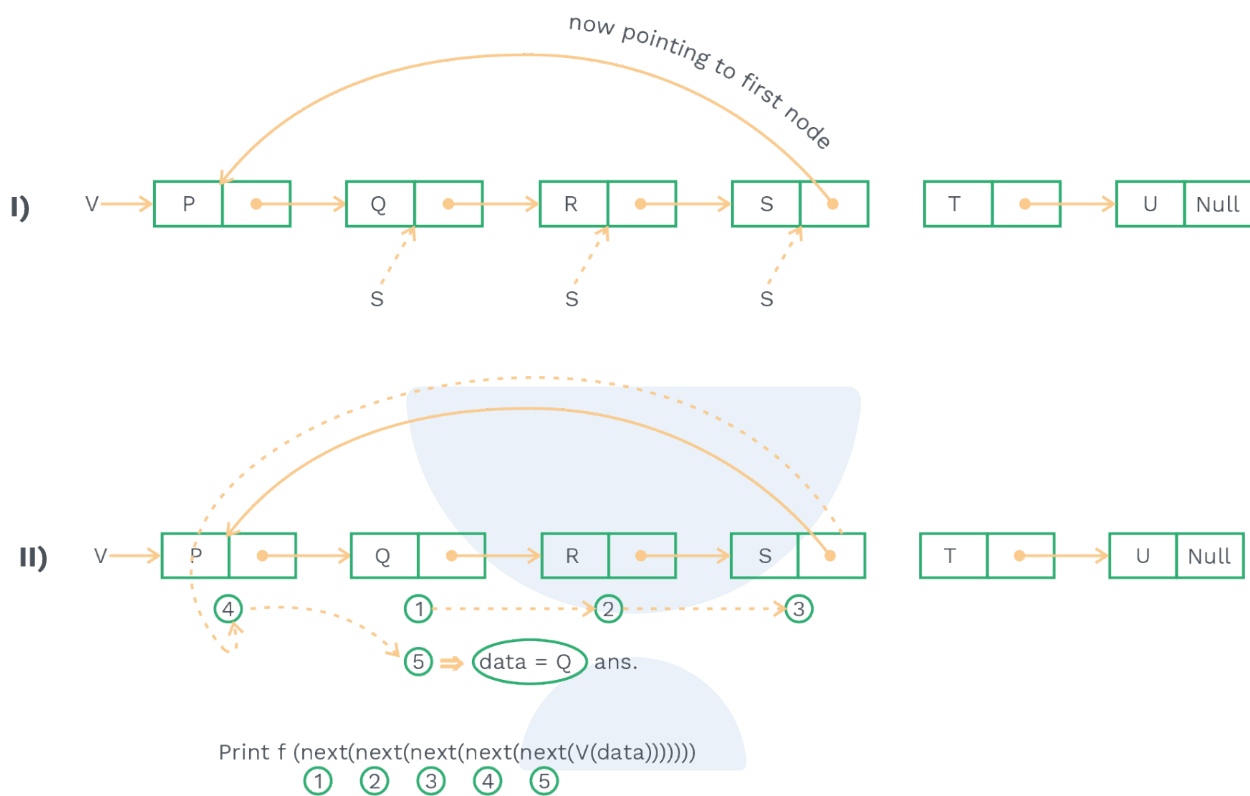 now pointing to first node
I) V P Q R S T U Null
S S S
II) V P Q R S T U Null
4 1 2 3
5 ⇒ data = Q ans.
Print f (next(next(next(next(next(V(data)))))))
1 2 3 4 5